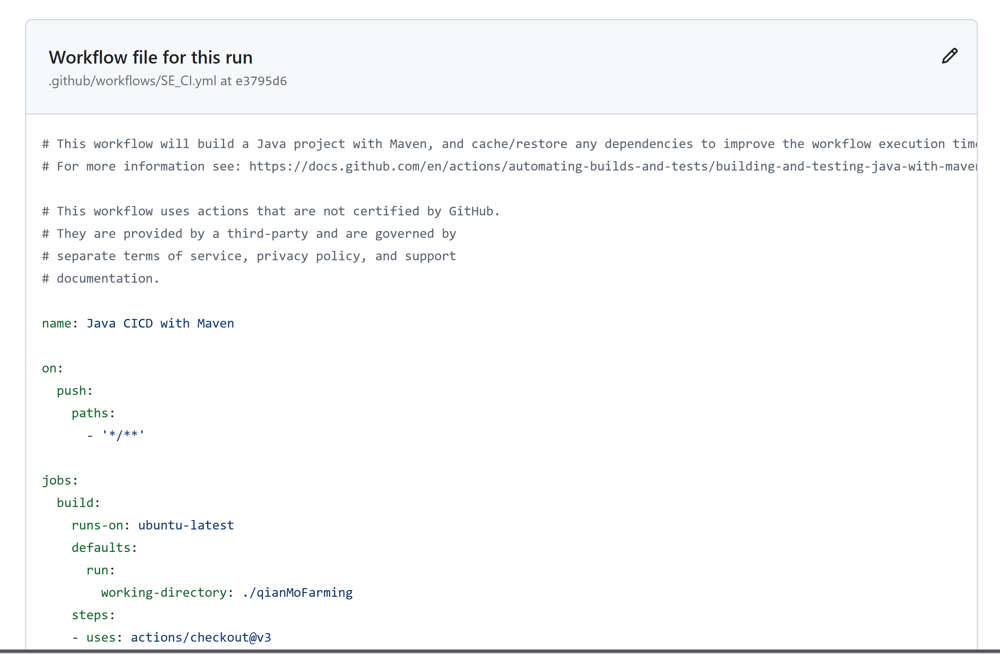 Workflow file for this run
.github/workflows/SE_CI.yml at e3795d6
# This workflow will build a Java project with Maven, and cache/restore any dependencies to improve the workflow execution
# For more information see: https://docs.github.com/en/actions/automating-builds-and-tests/building-and-testing-java-with-maven
# This workflow uses actions that are not certified by GitHub.
# They are provided by a third-party and are governed by
# separate terms of service, privacy policy, and support
# documentation.
name: Java CICD with Maven
on:
push:
paths:
- '*/**'
jobs:
build:
runs-on: ubuntu-latest
defaults:
run:
working-directory: ./qianMoFarming
steps:
- uses: actions/checkout@v3